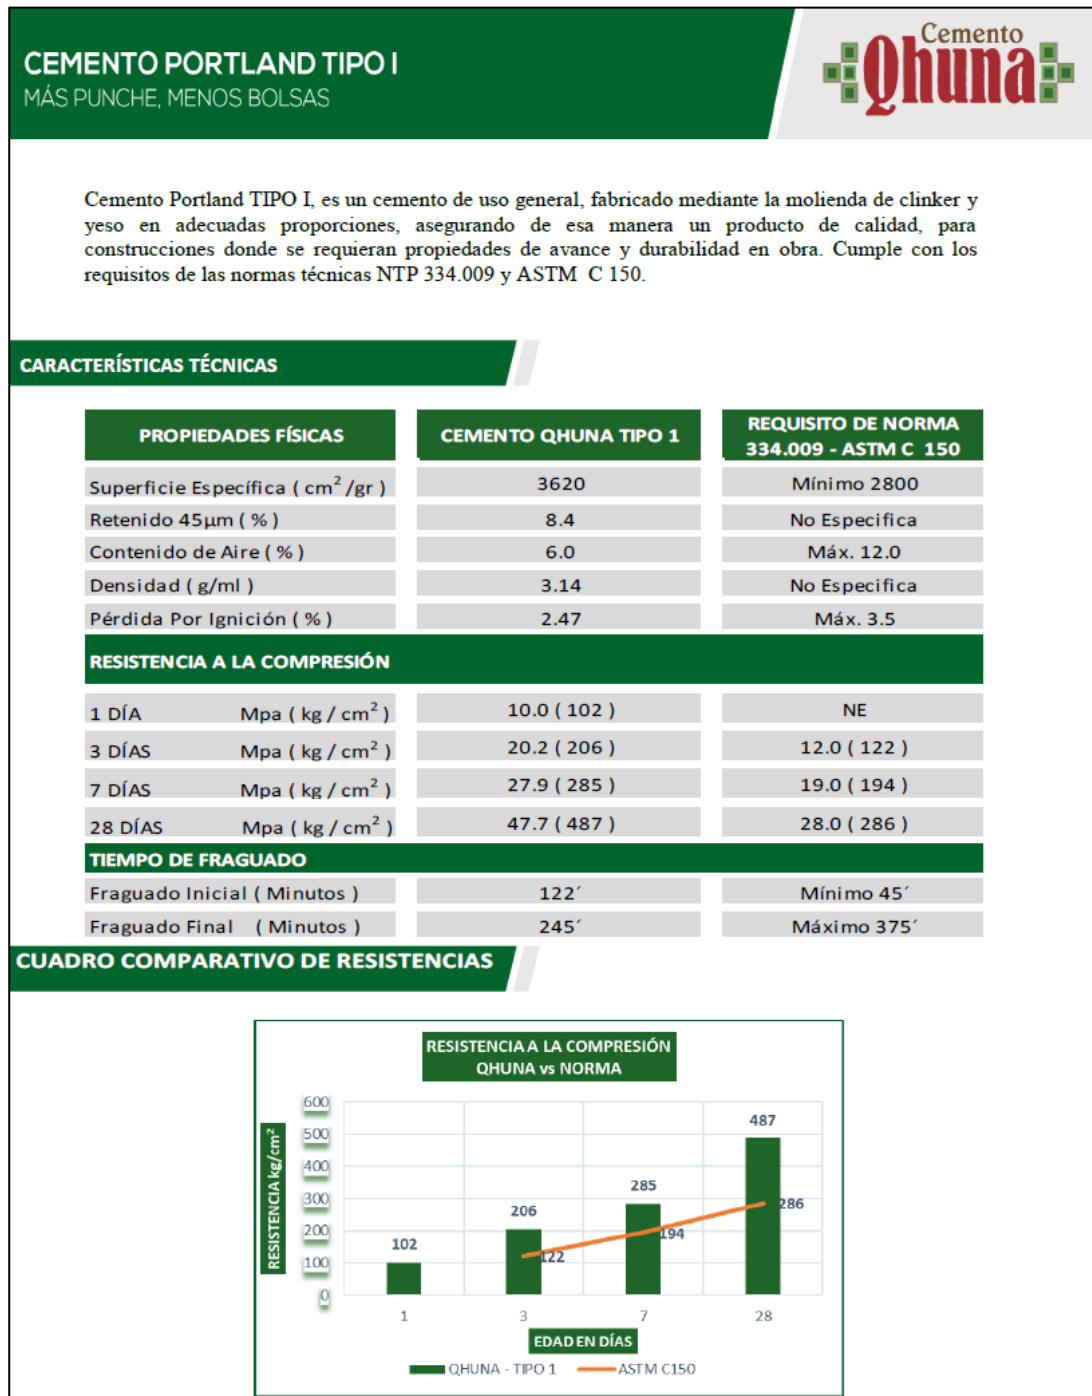 CEMENTO PORTLAND TIPO I
MÁS PUNCHE, MENOS BOLSAS
Cemento
Qhuna
Cemento Portland TIPO I, es un cemento de uso general, fabricado mediante la molienda de clinker y
yeso en adecuadas proporciones, asegurando de esa manera un producto de calidad, para
construcciones donde se requieran propiedades de avance y durabilidad en obra. Cumple con los
requisitos de las normas técnicas NTP 334.009 y ASTM C 150.
CARACTERÍSTICAS TÉCNICAS
PROPIEDADES FÍSICAS CEMENTO QHUNA TIPO 1 REQUISITO DE NORMA
334.009 - ASTM C 150
Superficie Específica ( cm²/gr ) 3620 Mínimo 2800
Retenido 45µm ( % ) 8.4 No Especifica
Contenido de Aire ( % ) 6.0 Máx. 12.0
Densidad ( g/ml ) 3.14 No Especifica
Pérdida Por Ignición ( % ) 2.47 Máx. 3.5
RESISTENCIA A LA COMPRESIÓN
1 DÍA Mpa ( kg / cm² ) 10.0 ( 102 ) NE
3 DÍAS Mpa ( kg / cm² ) 20.2 ( 206 ) 12.0 ( 122 )
7 DÍAS Mpa ( kg / cm² ) 27.9 ( 285 ) 19.0 ( 194 )
28 DÍAS Mpa ( kg / cm² ) 47.7 ( 487 ) 28.0 ( 286 )
TIEMPO DE FRAGUADO
Fraguado Inicial ( Minutos ) 122´ Mínimo 45´
Fraguado Final ( Minutos ) 245´ Máximo 375´
CUADRO COMPARATIVO DE RESISTENCIAS
RESISTENCIA A LA COMPRESIÓN
QHUNA vs NORMA
RESISTENCIA kg/cm²
600
500
400
300
200
100
0
102
206
285
487
122
194
286
1 3 7 28
EDAD EN DÍAS
QHUNA - TIPO 1 ASTM C150